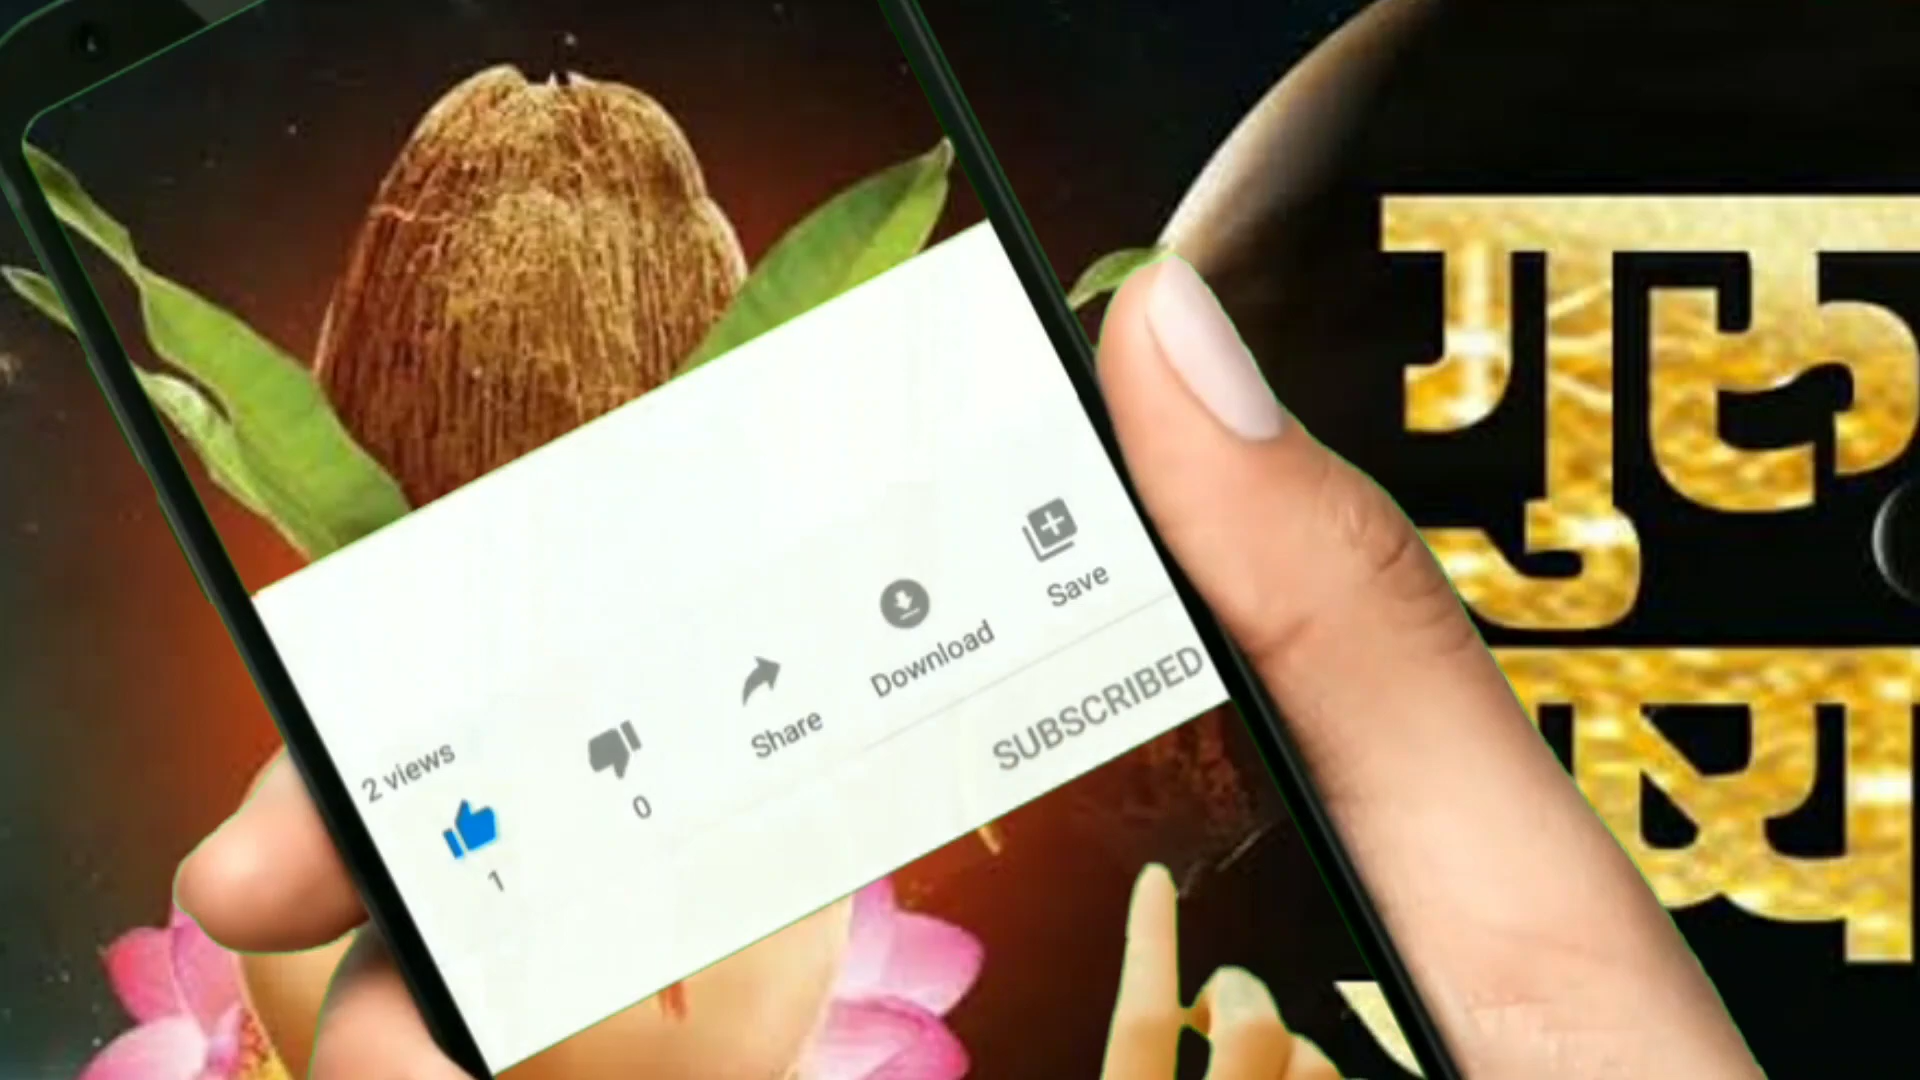 गुरु
ष्य
2 views
1
0
Share
Download
Save
SUBSCRIBED